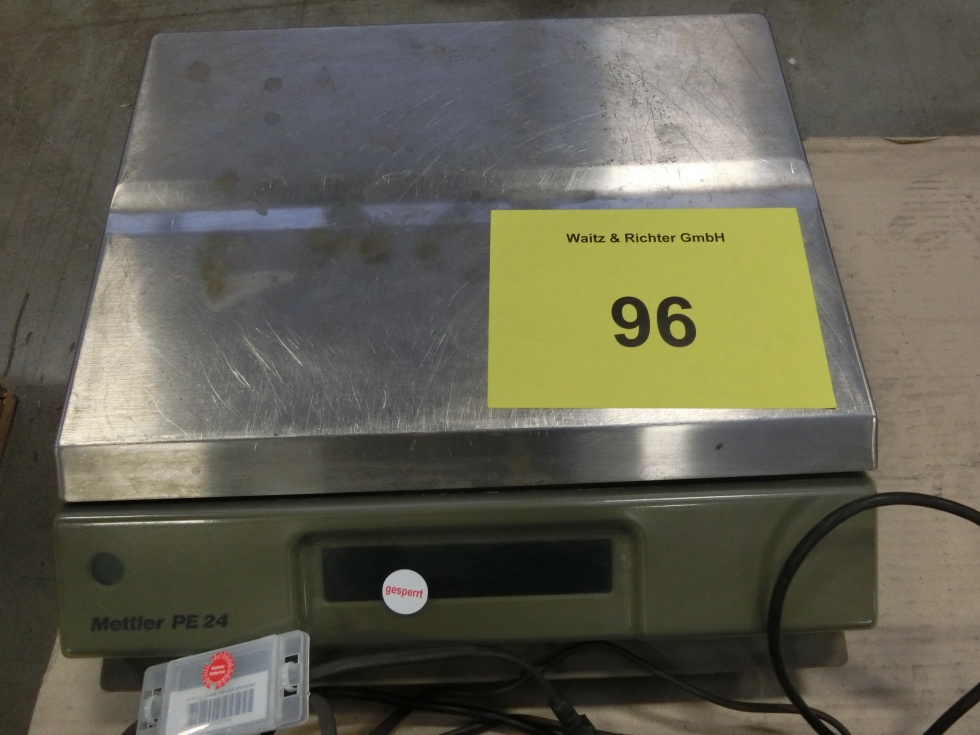 Waitz & Richter GmbH
96
gesperrt
Mettler PE 24